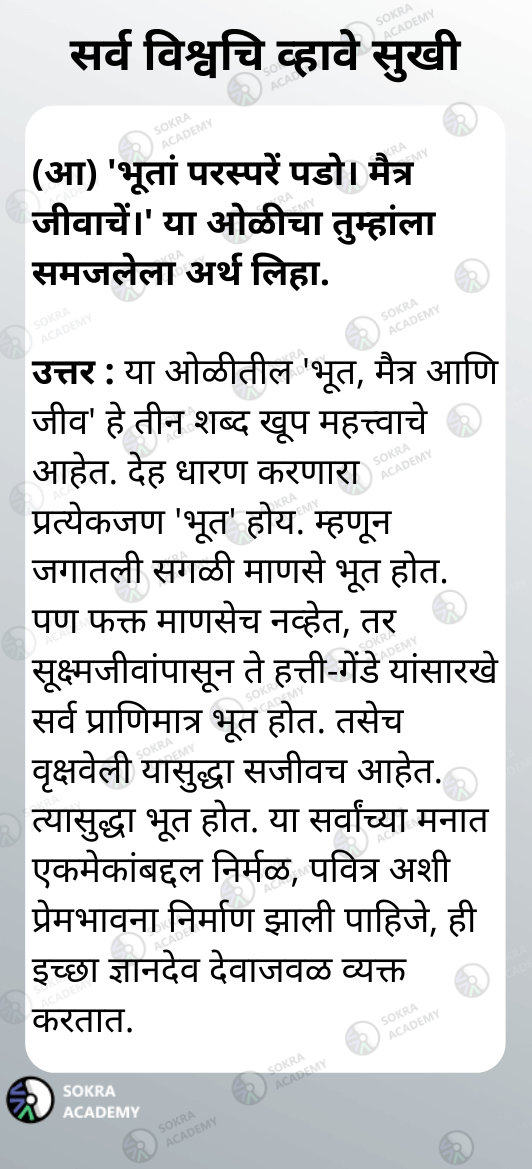 सर्व विश्वचि व्हावे सुखी
(आ) 'भूतां परस्परें पडो। मैत्र
जीवाचें।' या ओळीचा तुम्हांला
समजलेला अर्थ लिहा.
उत्तर : या ओळीतील 'भूत, मैत्र आणि
जीव' हे तीन शब्द खूप महत्त्वाचे
आहेत. देह धारण करणारा
प्रत्येकजण 'भूत' होय. म्हणून
जगातली सगळी माणसे भूत होत.
पण फक्त माणसेच नव्हेत, तर
सूक्ष्मजीवांपासून ते हत्ती-गेंडे यांसारखे
सर्व प्राणिमात्र भूत होत. तसेच
वृक्षवेली यासुद्धा सजीवच आहेत.
त्यासुद्धा भूत होत. या सर्वांच्या मनात
एकमेकांबद्दल निर्मळ, पवित्र अशी
प्रेमभावना निर्माण झाली पाहिजे, ही
इच्छा ज्ञानदेव देवाजवळ व्यक्त
करतात.
SOKRA
ACADEMY